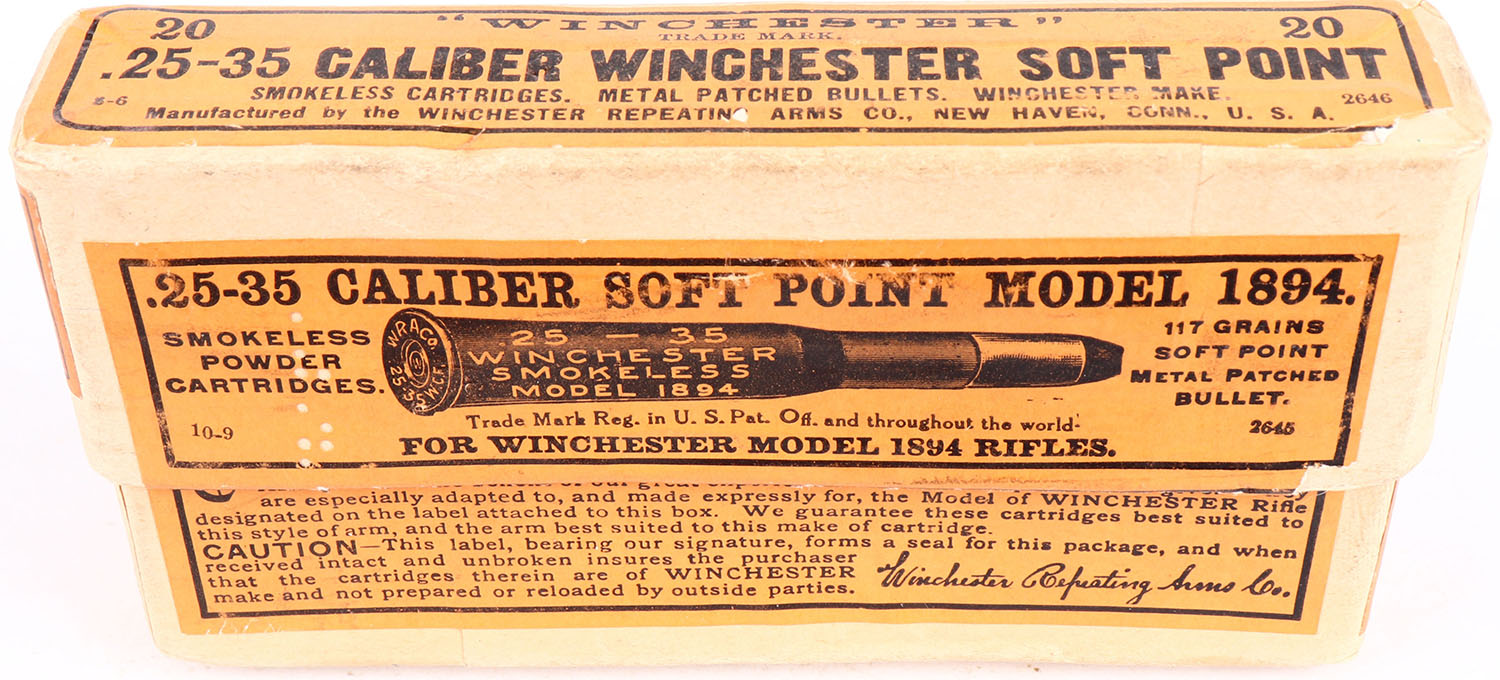 20 "WINCHESTER" 20
TRADE MARK.
.25-35 CALIBER WINCHESTER SOFT POINT
SMOKELESS CARTRIDGES. METAL PATCHED BULLETS. WINCHESTER MAKE.
-6 2646
Manufactured by the WINCHESTER REPEATING ARMS CO., NEW HAVEN, CONN., U. S. A.
.25-35 CALIBER SOFT POINT MODEL 1894.
SMOKELESS
POWDER
CARTRIDGES.
10-9
W.R.A.CO.
25 35 W.C.F.
.25 — 35
WINCHESTER
SMOKELESS
MODEL 1894
117 GRAINS
SOFT POINT
METAL PATCHED
BULLET.
2645
Trade Mark Reg. in U. S. Pat. Off. and throughout the world.
FOR WINCHESTER MODEL 1894 RIFLES.
of our great
are especially adapted to, and made expressly for, the Model of WINCHESTER Rifle
designated on the label attached to this box. We guarantee these cartridges best suited to
this style of arm, and the arm best suited to this make of cartridge.
CAUTION—This label, bearing our signature, forms a seal for this package, and when
received intact and unbroken insures the purchaser
that the cartridges therein are of WINCHESTER
make and not prepared or reloaded by outside parties.
Winchester Repeating Arms Co.